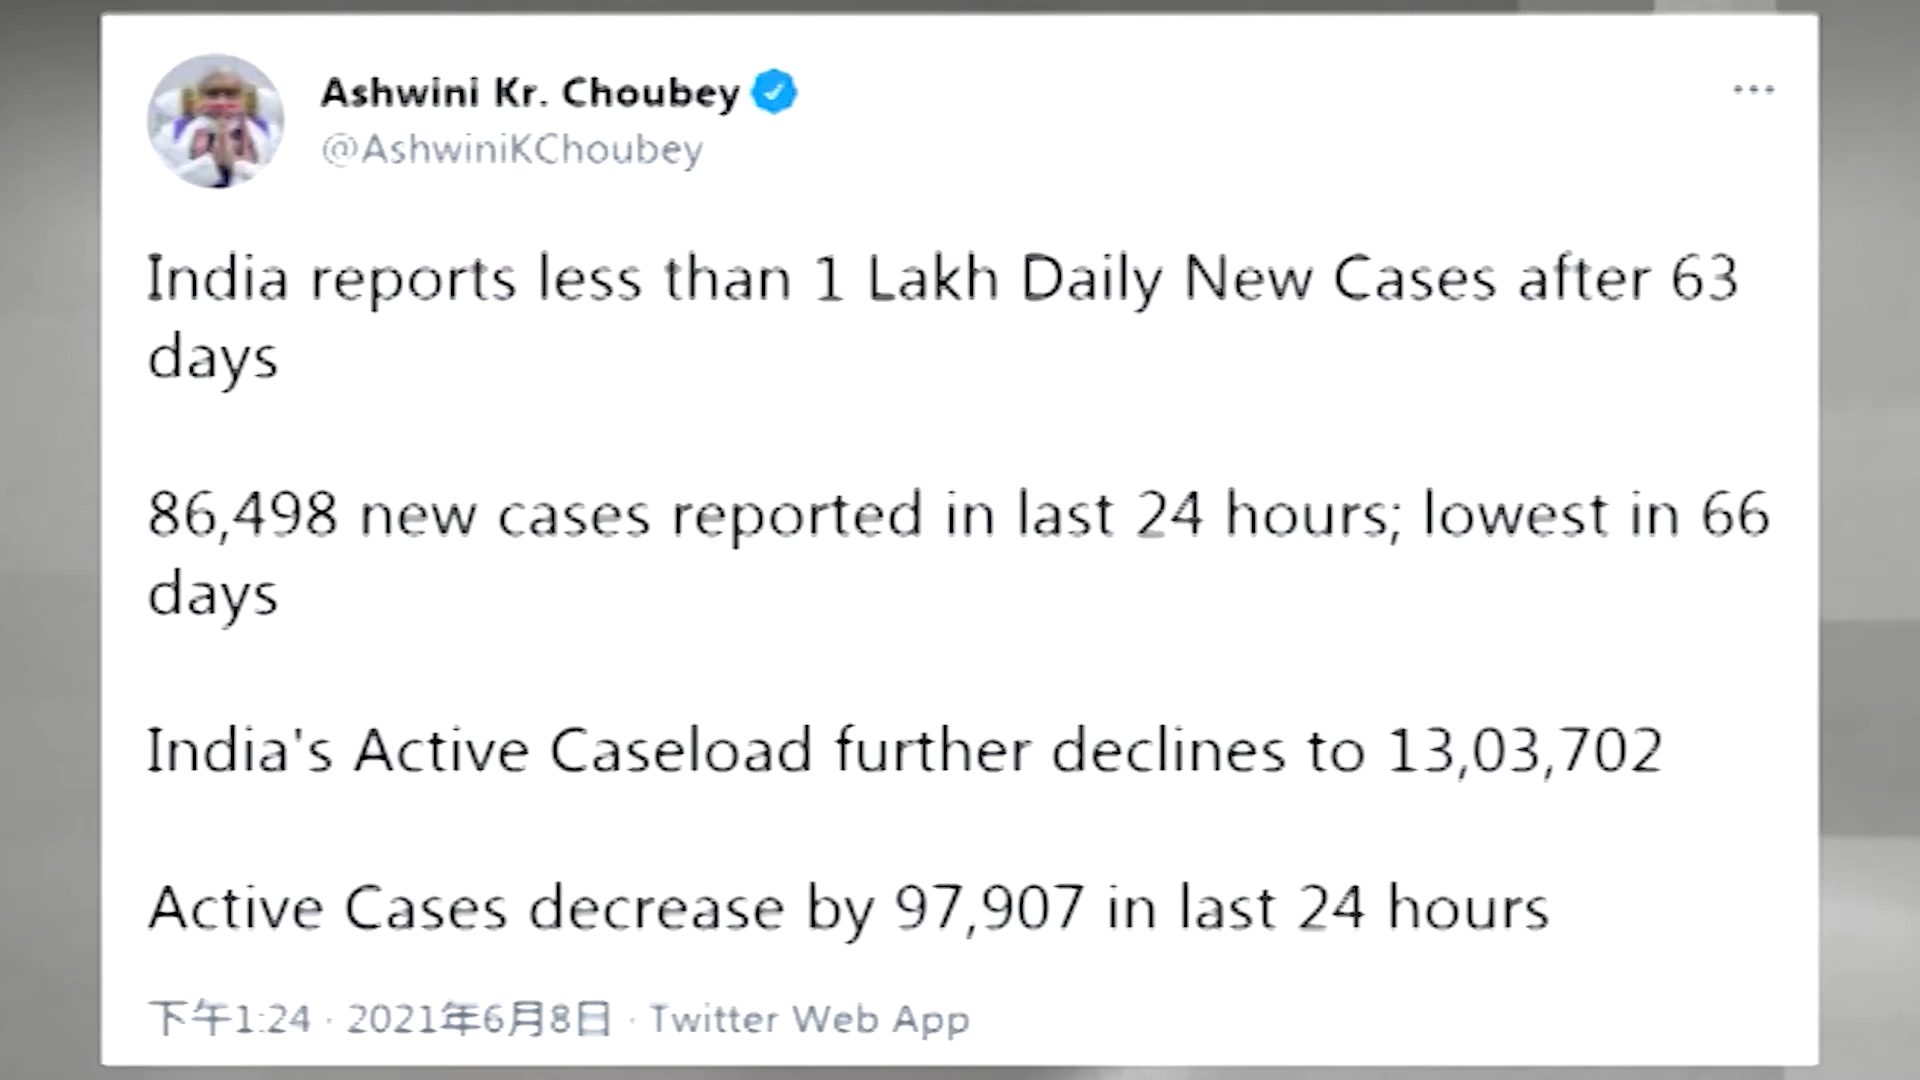 Ashwini Kr. Choubey
@AshwiniKChoubey
India reports less than 1 Lakh Daily New Cases after 63
days
86,498 new cases reported in last 24 hours; lowest in 66
days
India's Active Caseload further declines to 13,03,702
Active Cases decrease by 97,907 in last 24 hours
下午1:24 · 2021年6月8日 · Twitter Web App